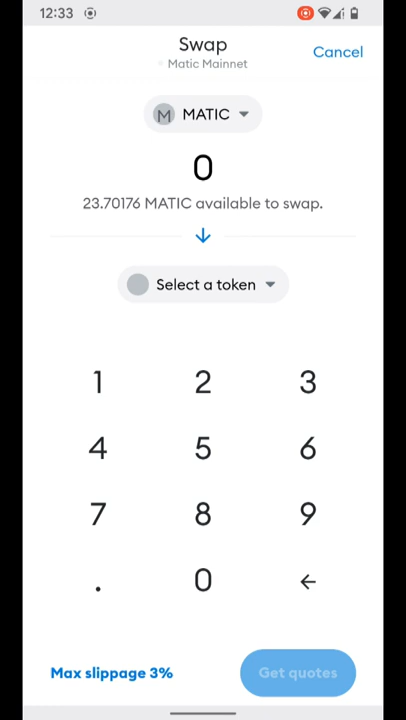 12:33
Swap
Cancel
Matic Mainnet
M MATIC
0
23.70176 MATIC available to swap.
Select a token
1 2 3
4 5 6
7 8 9
. 0
Max slippage 3%
Get quotes